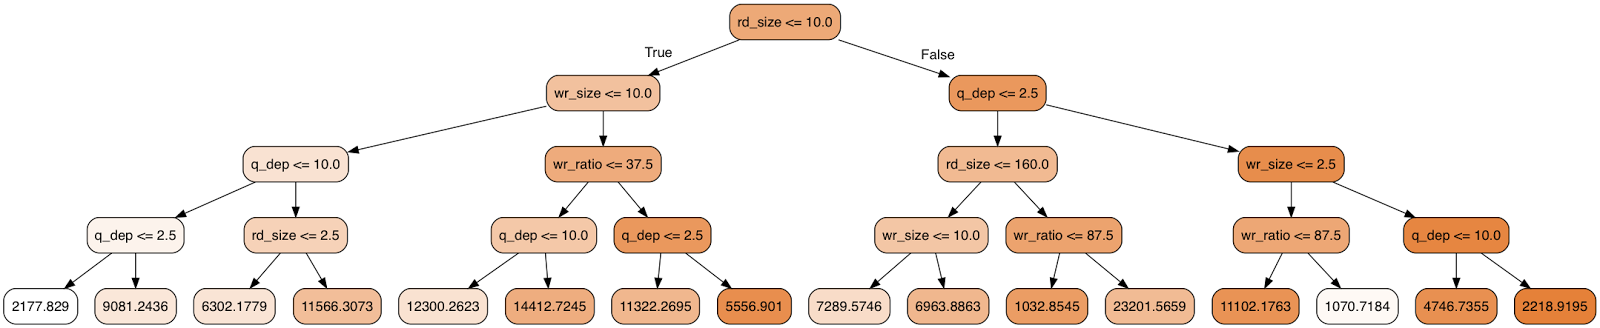 rd_size <= 10.0
True
False
wr_size <= 10.0
q_dep <= 2.5
q_dep <= 10.0
wr_ratio <= 37.5
rd_size <= 160.0
wr_size <= 2.5
q_dep <= 2.5
rd_size <= 2.5
q_dep <= 10.0
q_dep <= 2.5
wr_size <= 10.0
wr_ratio <= 87.5
wr_ratio <= 87.5
q_dep <= 10.0
2177.829
9081.2436
6302.1779
11566.3073
12300.2623
14412.7245
11322.2695
5556.901
7289.5746
6963.8863
1032.8545
23201.5659
11102.1763
1070.7184
4746.7355
2218.9195